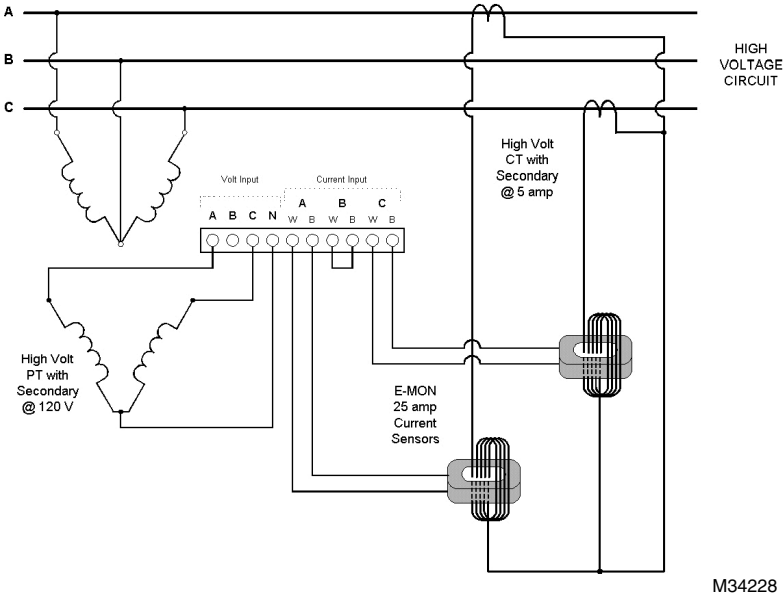 A
B
C
HIGH
VOLTAGE
CIRCUIT
High Volt
CT with
Secondary
@ 5 amp
Volt Input
Current Input
A B C
A B C N W B W B W B
High Volt
PT with
Secondary
@ 120 V
E-MON
25 amp
Current
Sensors
M34228